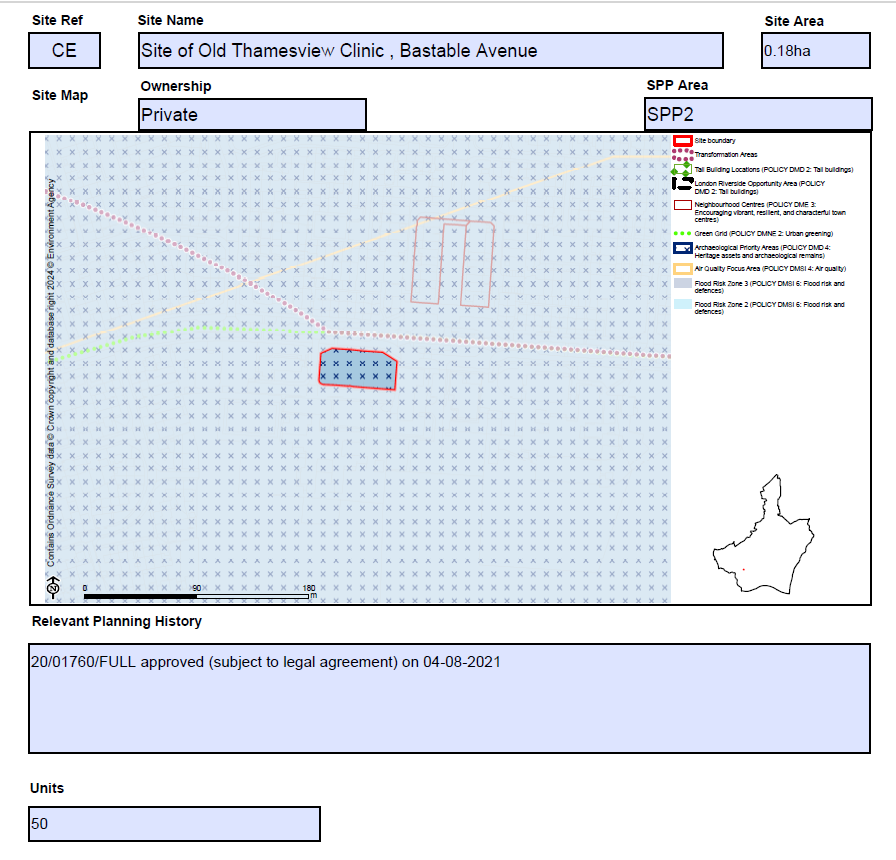 Site Ref
Site Name
Site Area
CE
Site of Old Thamesview Clinic , Bastable Avenue
0.18ha
Site Map
Ownership
SPP Area
Private
SPP2
Contains Ordnance Survey data © Crown copyright and database right 2024 © Environment Agency
Site boundary
Transformation Areas
Tall Building Locations (POLICY DMD 2: Tall buildings)
London Riverside Opportunity Area (POLICY
DMD 2: Tall buildings)
Neighbourhood Centres (POLICY DME 3:
Encouraging vibrant, resilient, and characterful town
centres)
Green Grid (POLICY DMNE 2: Urban greening)
Archaeological Priority Areas (POLICY DMD 4:
Heritage assets and archaeological remains)
Air Quality Focus Area (POLICY DMSI 4: Air quality)
Flood Risk Zone 3 (POLICY DMSI 6: Flood risk and
defences)
Flood Risk Zone 2 (POLICY DMSI 6: Flood risk and
defences)
N
0 90 180
m
Relevant Planning History
20/01760/FULL approved (subject to legal agreement) on 04-08-2021
Units
50